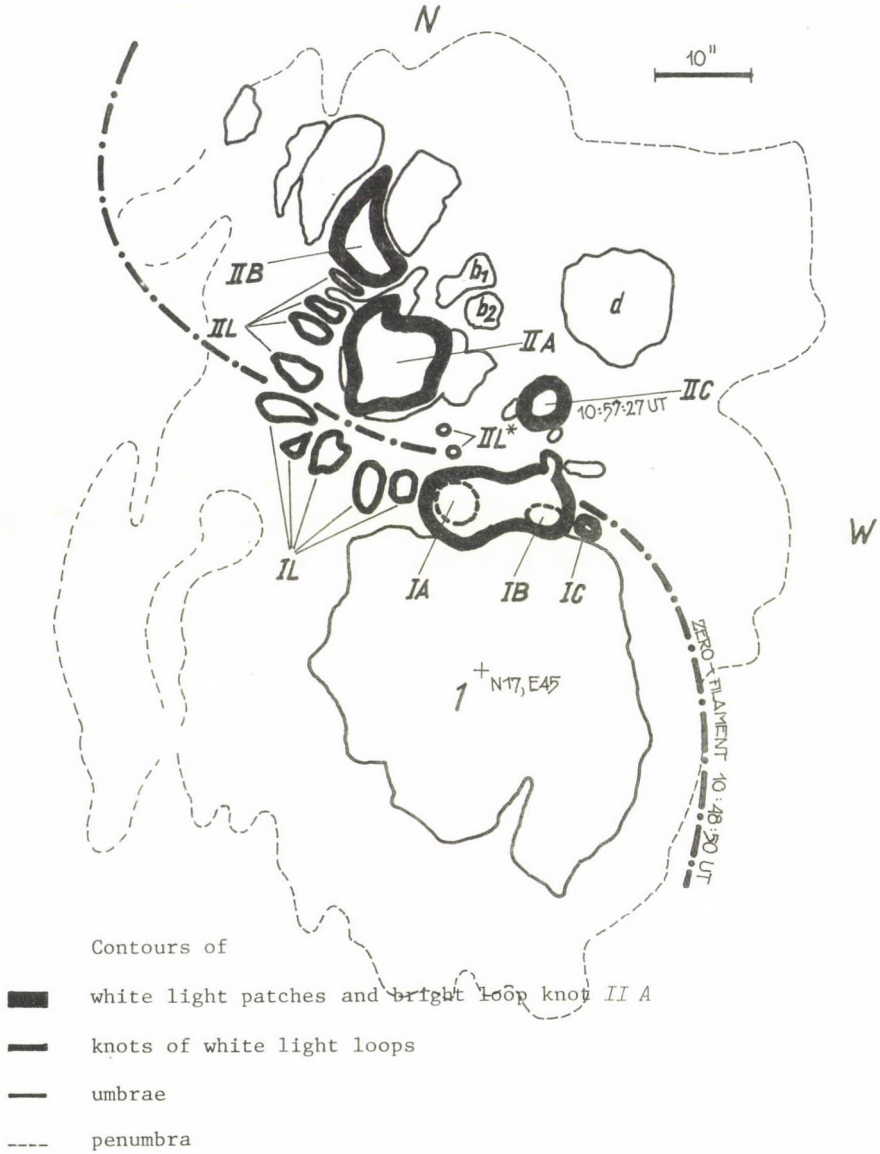 N
10"
IIB
b1
b2
d
IIL
IIA
IIC
10:57:27 UT
IIL*
W
IL
IA
IB
IC
1 + N17, E45
ZERO + FILAMENT 10:48:50 UT
Contours of
white light patches and bright loop knot II A
knots of white light loops
umbrae
penumbra